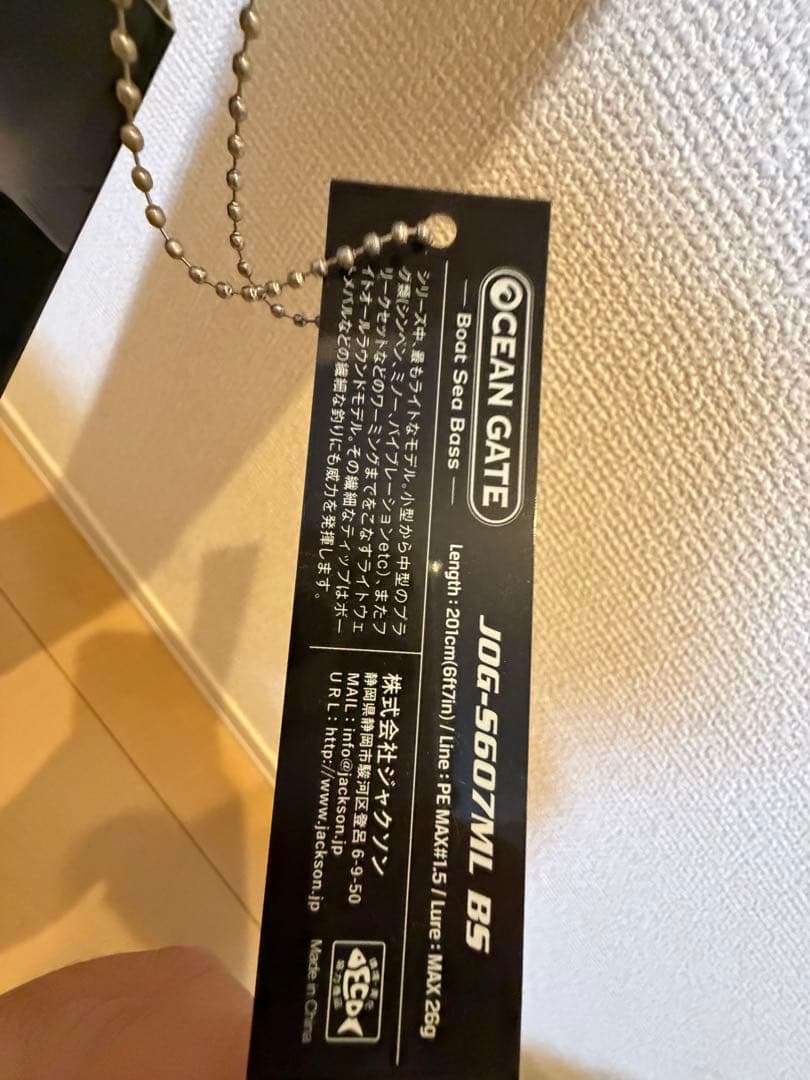 OCEAN GATE
— Boat Sea Bass —
JOG-S607ML BS
Length : 201cm(6ft7in) / Line : PE MAX#1.5 / Lure : MAX 26g
シリーズ中、最もライトなモデル。小型から中型のプラ
グ類(シンペン、ミノー、バイブレーションetc)、またフ
リークセットなどのワーミングまでをこなすライトウェ
イトオールラウンドモデル。その繊細なティップはボー
トメバルなどの繊細な釣りにも威力を発揮します。
株式会社ジャクソン
静岡県静岡市駿河区登呂 6-9-50
MAIL : info@jackson.jp
URL : http://www.jackson.jp
ECO
Made in China